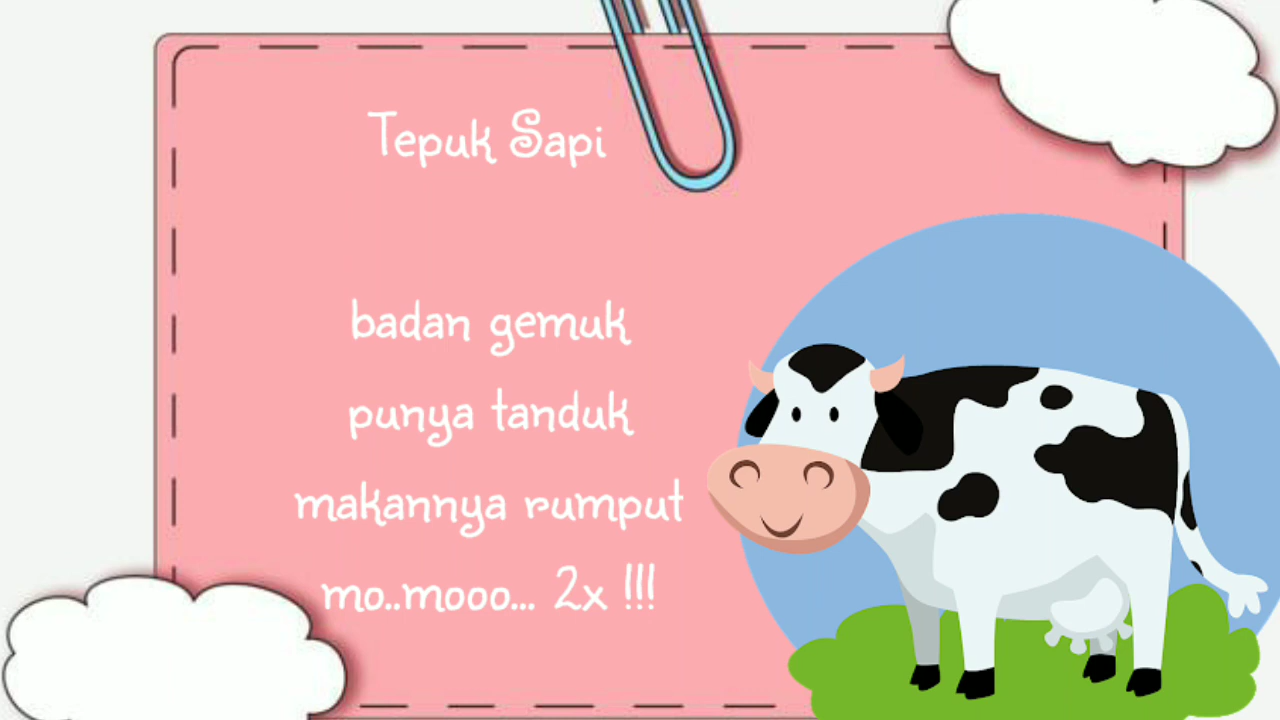 Tepuk Sapi
badan gemuk
punya tanduk
makannya rumput
mo..mooo... 2x !!!